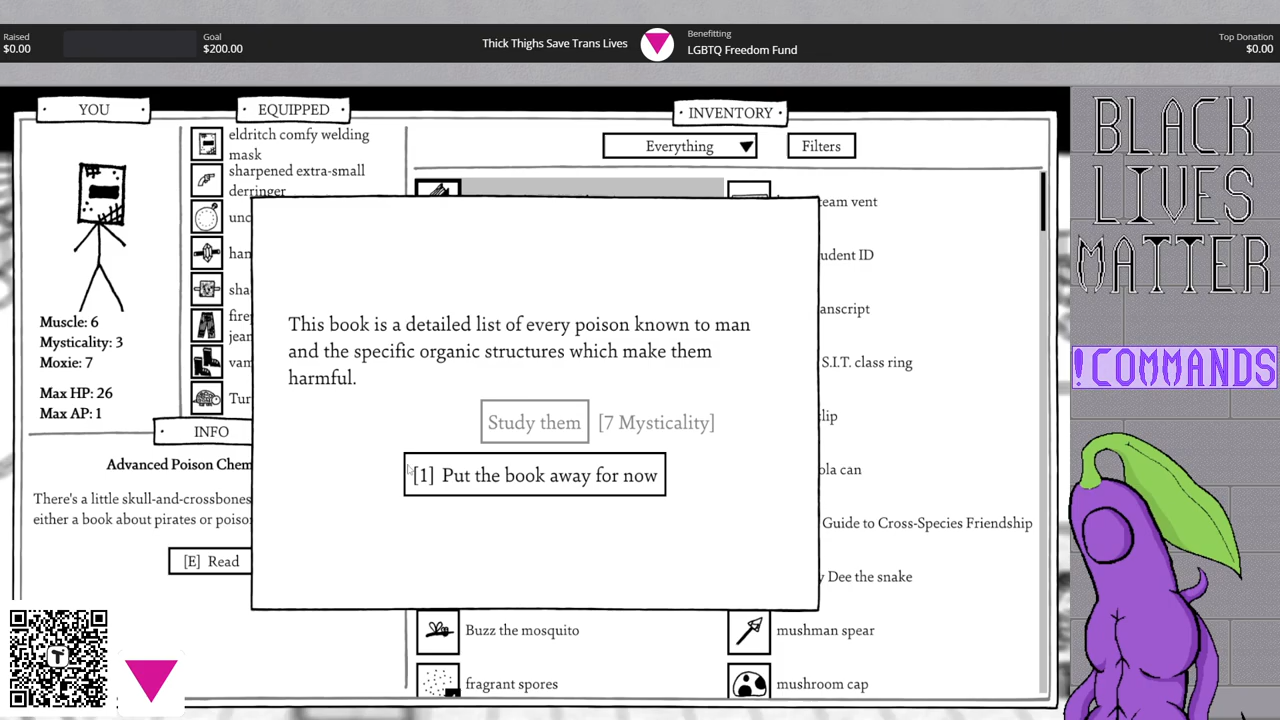 Raised
$0.00
Goal
$200.00
Thick Thighs Save Trans Lives
Benefitting
LGBTQ Freedom Fund
Top Donation
$0.00
YOU
EQUIPPED
INVENTORY
Everything
Filters
eldritch comfy welding
mask
sharpened extra-small
derringer
Muscle: 6
Mysticality: 3
Moxie: 7
Max HP: 26
Max AP: 1
INFO
Advanced Poison Chem
There's a little skull-and-crossbones
either a book about pirates or poiso
[E] Read
This book is a detailed list of every poison known to man
and the specific organic structures which make them
harmful.
Study them [7 Mysticality]
[1] Put the book away for now
team vent
udent ID
anscript
S.I.T. class ring
lip
ola can
Guide to Cross-Species Friendship
y Dee the snake
Buzz the mosquito
mushman spear
fragrant spores
mushroom cap
BLACK
LIVES
MATTER
!COMMANDS